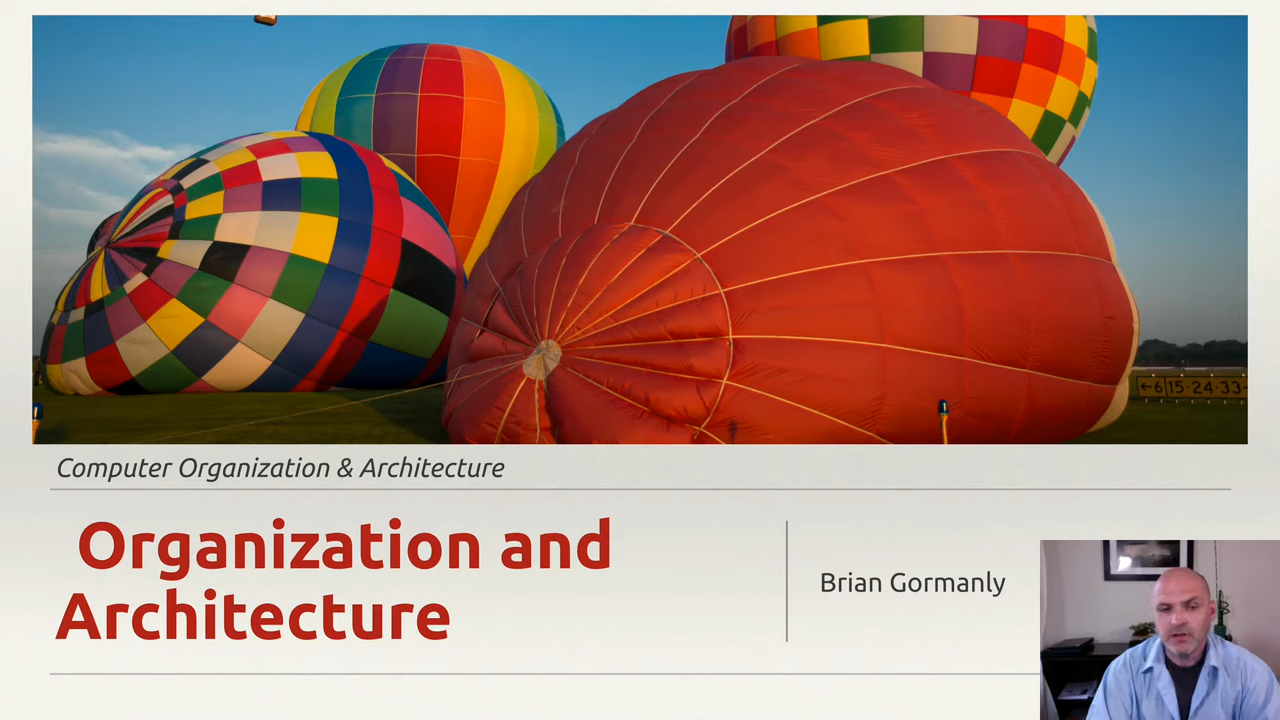 ←6 15·24·33→
Computer Organization & Architecture
Organization and
Architecture
Brian Gormanly